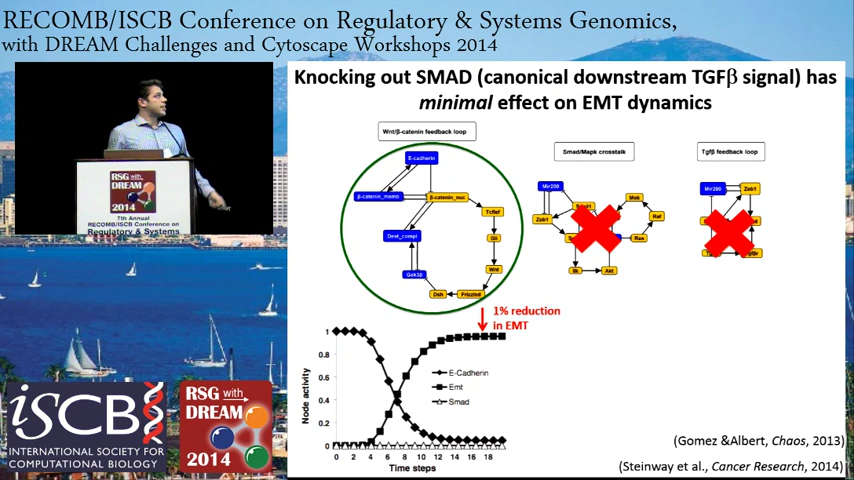 RECOMB/ISCB Conference on Regulatory & Systems Genomics,
with DREAM Challenges and Cytoscape Workshops 2014
Knocking out SMAD (canonical downstream TGFβ signal) has
minimal effect on EMT dynamics
Wnt/β-catenin feedback loop
Smad/Mapk crosstalk
Tgfβ feedback loop
E-cadherin
β-catenin_memb
β-catenin_nuc
Tcf/lef
Dest_compl
Gli
Gsk3β
Wnt
Dsh
Frizzled
Mir200
Zeb1
Mek
Raf
Ras
Ilk
Akt
Mir200
Zeb1
1% reduction
in EMT
Node activity
1
0.8
0.6
0.4
0.2
0
0 2 4 6 8 10 12 14 16 18
Time steps
E-Cadherin
Emt
Smad
(Gomez &Albert, Chaos, 2013)
(Steinway et al., Cancer Research, 2014)
RSG with
DREAM
2014
7th Annual
RECOMB/ISCB Conference on
Regulatory & Systems
iSCB
INTERNATIONAL SOCIETY FOR
COMPUTATIONAL BIOLOGY
RSG with
DREAM
2014